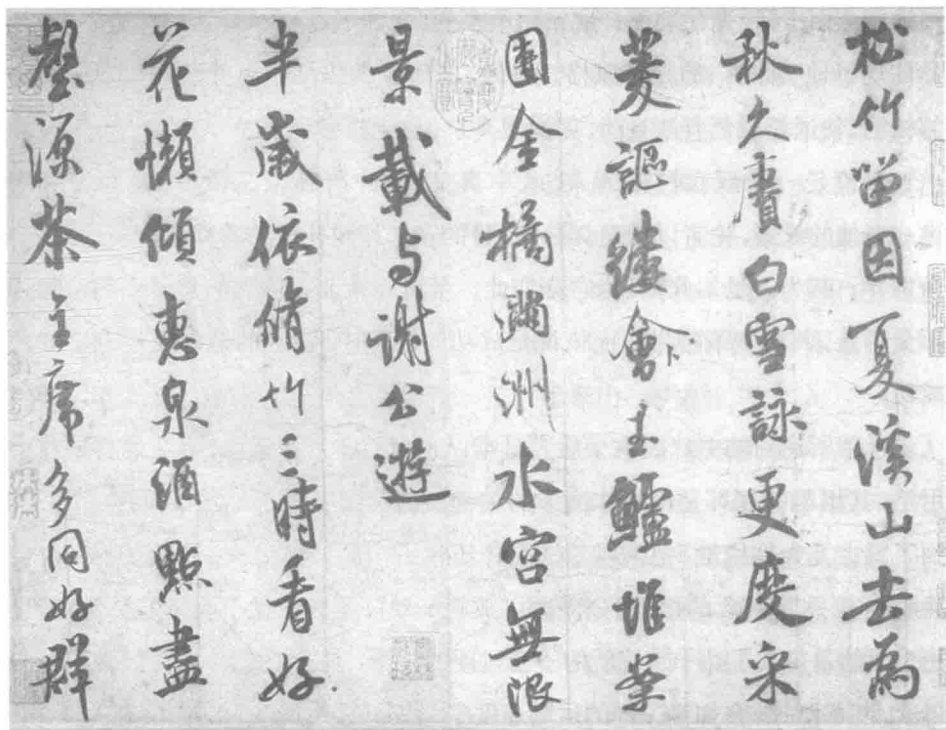 松竹留因夏溪山去為
秋久賡白雪詠更度采
菱謳縷會玉鱸堆案
團金橘滿洲水宮無限
景載与謝公遊
半歲依修竹三時看好
花懶傾惠泉酒點盡
壑源茶主席多同好群